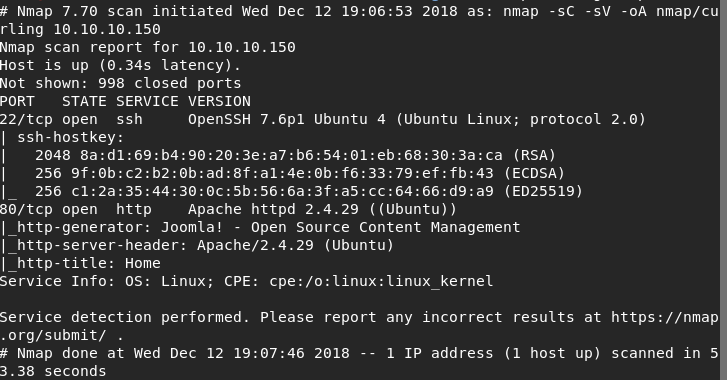 # Nmap 7.70 scan initiated Wed Dec 12 19:06:53 2018 as: nmap -sC -sV -oA nmap/cu
rling 10.10.10.150
Nmap scan report for 10.10.10.150
Host is up (0.34s latency).
Not shown: 998 closed ports
PORT   STATE SERVICE VERSION
22/tcp open  ssh     OpenSSH 7.6p1 Ubuntu 4 (Ubuntu Linux; protocol 2.0)
| ssh-hostkey:
|   2048 8a:d1:69:b4:90:20:3e:a7:b6:54:01:eb:68:30:3a:ca (RSA)
|   256 9f:0b:c2:b2:0b:ad:8f:a1:4e:0b:f6:33:79:ef:fb:43 (ECDSA)
|_  256 c1:2a:35:44:30:0c:5b:56:6a:3f:a5:cc:64:66:d9:a9 (ED25519)
80/tcp open  http    Apache httpd 2.4.29 ((Ubuntu))
|_http-generator: Joomla! - Open Source Content Management
|_http-server-header: Apache/2.4.29 (Ubuntu)
|_http-title: Home
Service Info: OS: Linux; CPE: cpe:/o:linux:linux_kernel

Service detection performed. Please report any incorrect results at https://nmap
.org/submit/ .
# Nmap done at Wed Dec 12 19:07:46 2018 -- 1 IP address (1 host up) scanned in 5
3.38 seconds